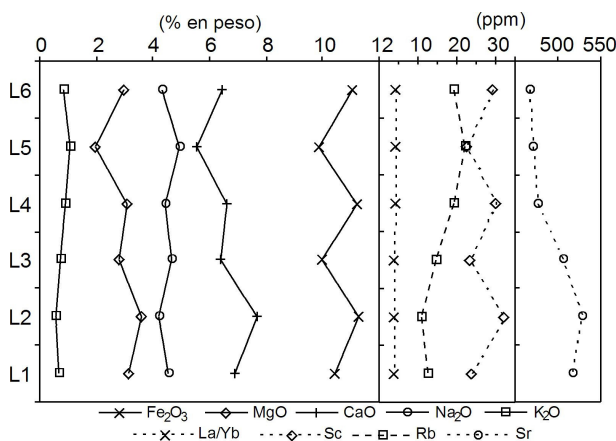 (% en peso) (ppm)
0 2 4 6 8 10 12 10 20 30 500 550
L6
L5
L4
L3
L2
L1
Fe₂O₃ MgO CaO Na₂O K₂O
La/Yb Sc Rb Sr